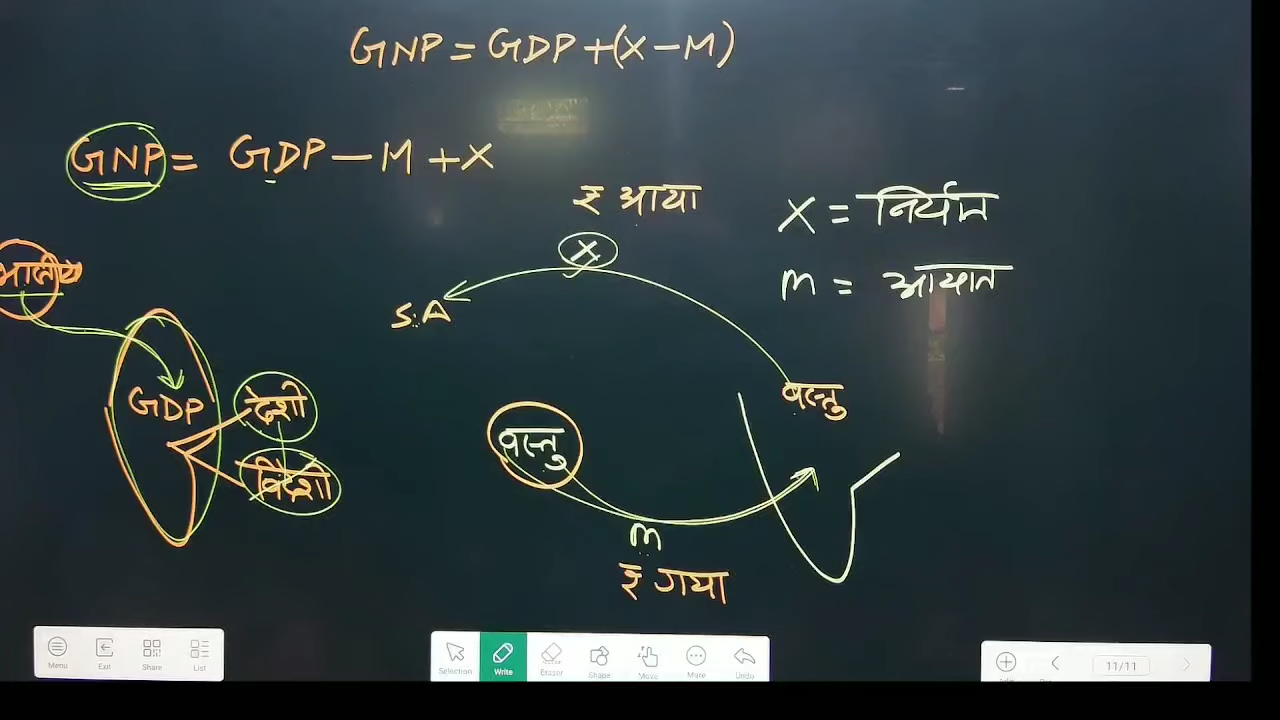 GNP = GDP + (X - M)
GNP = GDP - M + X
₹ आया
X = निर्यात
X
m = आयात
भारतीय
S.A
GDP
देशी
वस्तु
वस्तु
विदेशी
m
₹ गया
Menu
Exit
Share
List
Selection
Write
Eraser
Shape
Move
More
Undo
11/11